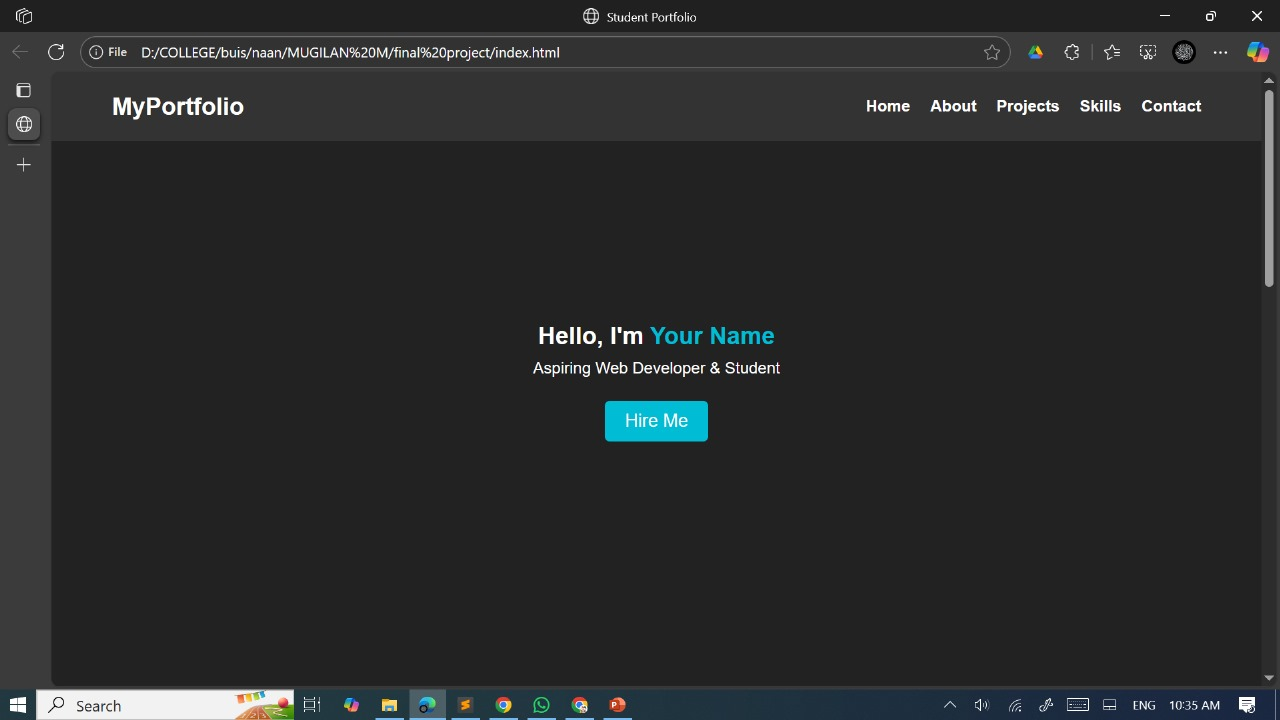 Student Portfolio
File D:/COLLEGE/buis/naan/MUGILAN%20M/final%20project/index.html
MyPortfolio
Home About Projects Skills Contact
Hello, I'm Your Name
Aspiring Web Developer & Student
Hire Me
Search
ENG 10:35 AM